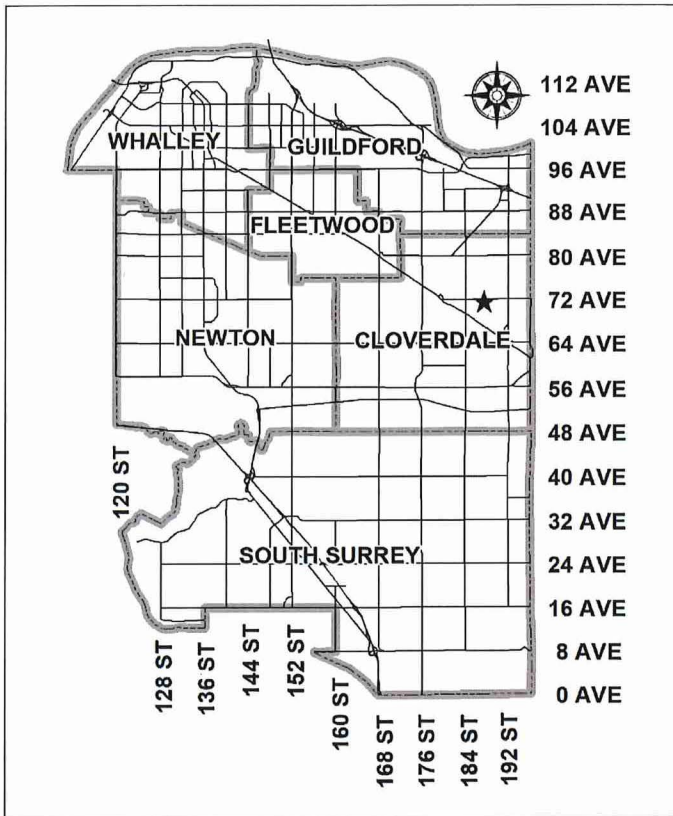 112 AVE
104 AVE
WHALLEY
GUILDFORD
96 AVE
88 AVE
FLEETWOOD
80 AVE
72 AVE
NEWTON
CLOVERDALE
64 AVE
56 AVE
48 AVE
120 ST
40 AVE
32 AVE
SOUTH SURREY
24 AVE
16 AVE
8 AVE
0 AVE
128 ST
136 ST
144 ST
152 ST
160 ST
168 ST
176 ST
184 ST
192 ST